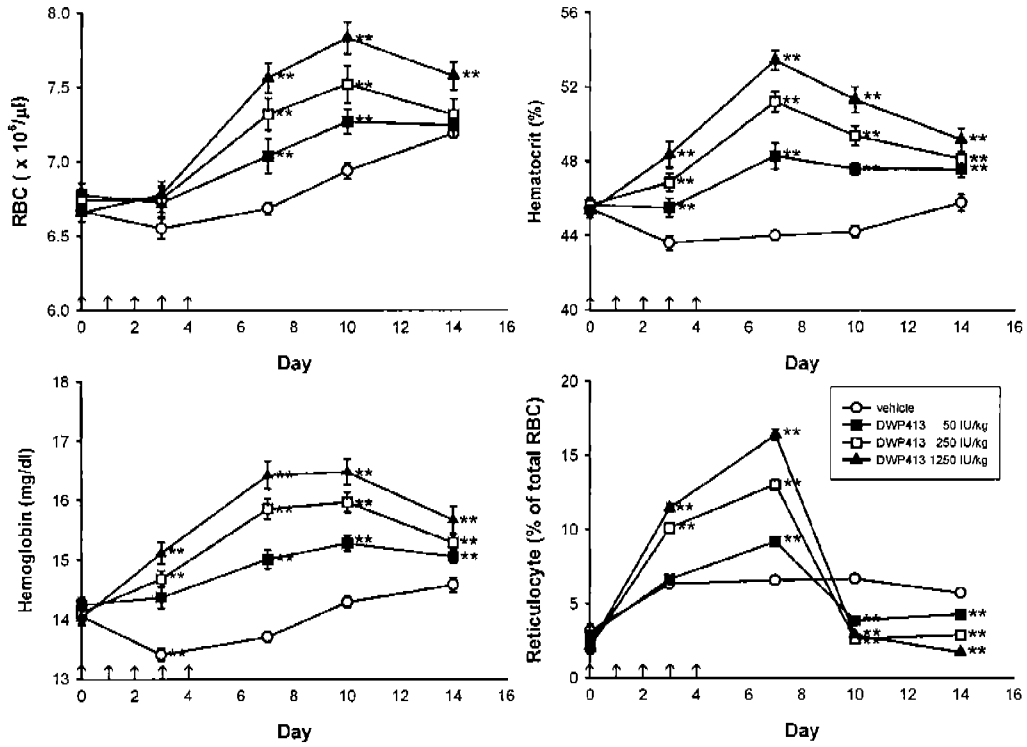 RBC ( x 10⁶/μl)
8.0
7.5
7.0
6.5
6.0
** ** **
** **
** **
0 2 4 6 8 10 12 14 16
Day
Hematocrit (%)
56
52
48
44
40
** ** ** **
** ** ** **
** ** ** **
0 2 4 6 8 10 12 14 16
Day
Hemoglobin (mg/dl)
18
17
16
15
14
13
** ** ** **
** ** ** **
** ** **
**
0 2 4 6 8 10 12 14 16
Day
Reticulocyte (% of total RBC)
20
15
10
5
0
vehicle
DWP413 50 IU/kg
DWP413 250 IU/kg
DWP413 1250 IU/kg
** ** ** **
** ** ** **
** ** **
0 2 4 6 8 10 12 14 16
Day